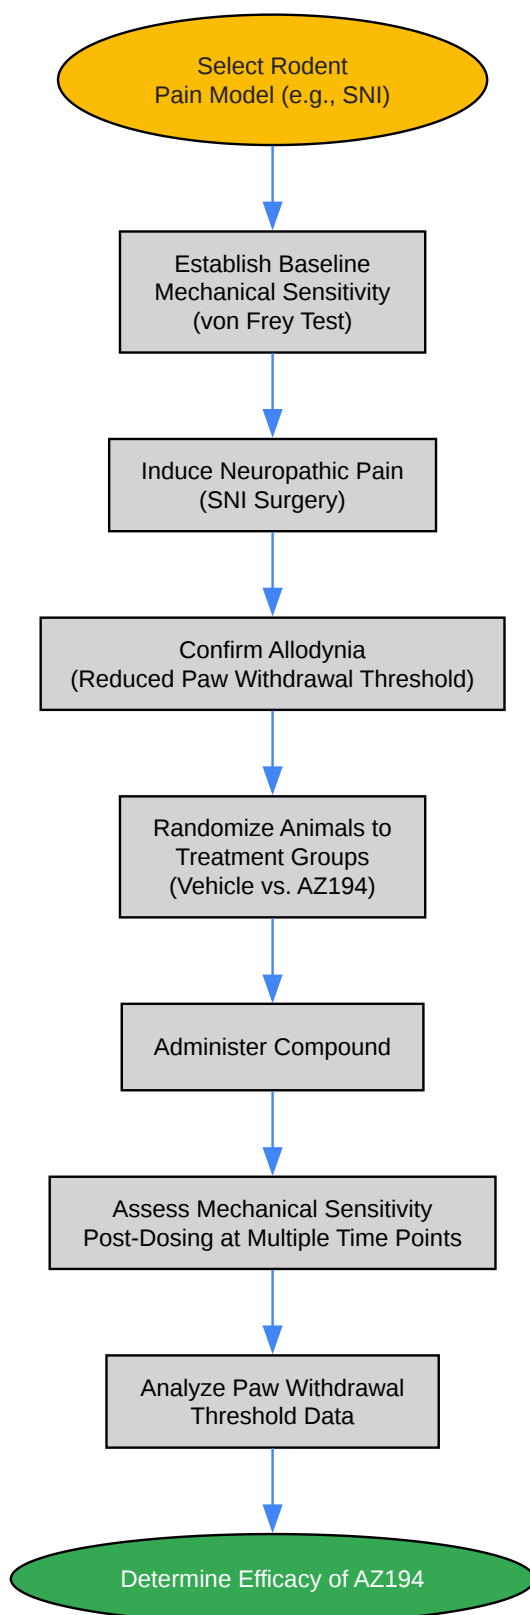 Select Rodent
Pain Model (e.g., SNI)
Establish Baseline
Mechanical Sensitivity
(von Frey Test)
Induce Neuropathic Pain
(SNI Surgery)
Confirm Allodynia
(Reduced Paw Withdrawal Threshold)
Randomize Animals to
Treatment Groups
(Vehicle vs. AZ194)
Administer Compound
Assess Mechanical Sensitivity
Post-Dosing at Multiple Time Points
Analyze Paw Withdrawal
Threshold Data
Determine Efficacy of AZ194